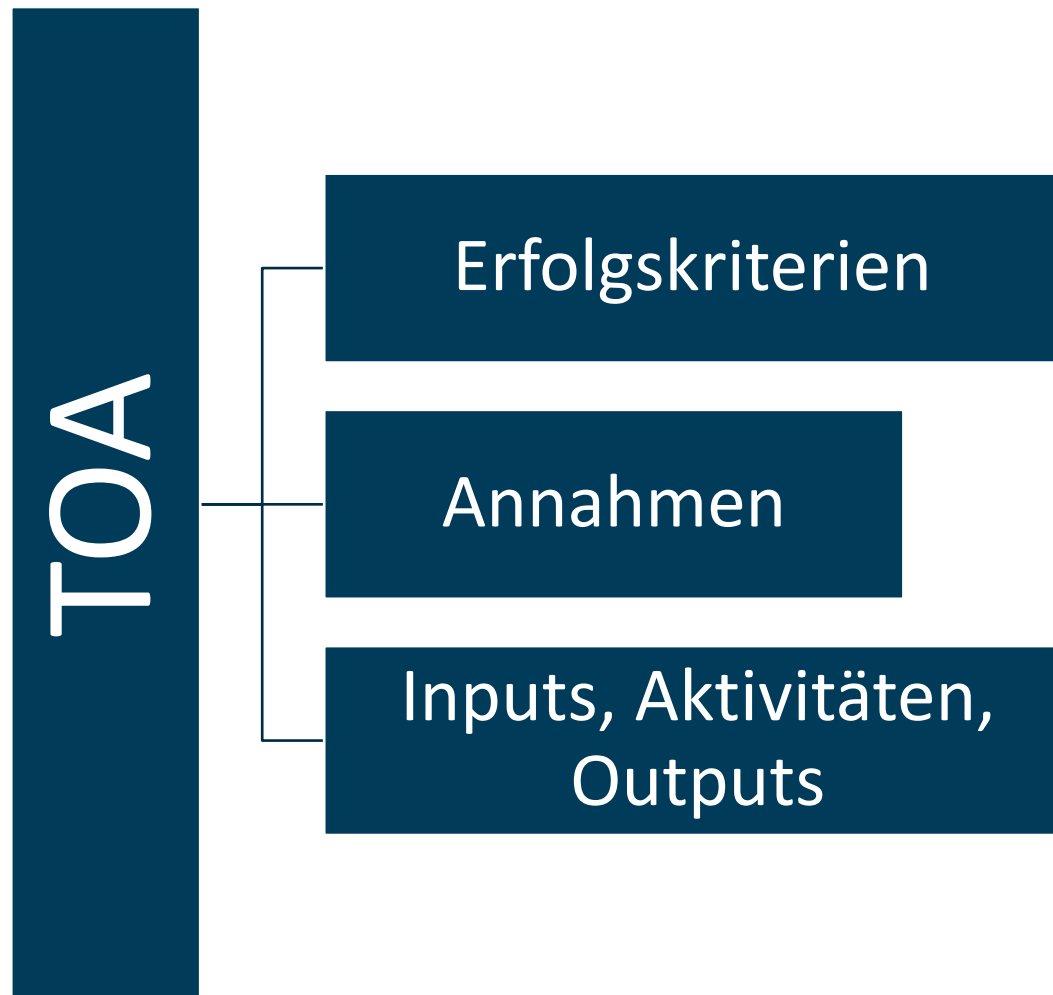 TOA
Erfolgskriterien
Annahmen
Inputs, Aktivitäten,
Outputs